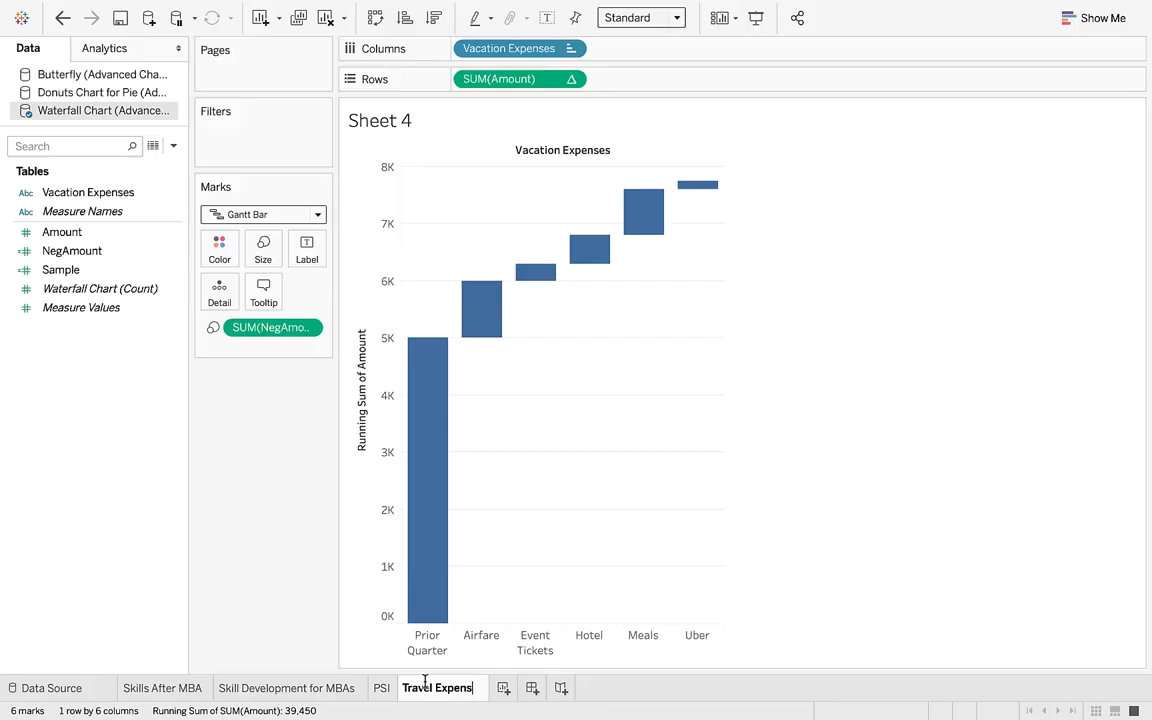 Standard
Show Me
Data
Analytics
Pages
Columns
Vacation Expenses
Rows
SUM(Amount)
Butterfly (Advanced Cha...
Donuts Chart for Pie (Ad...
Waterfall Chart (Advance...
Search
Tables
Abc Vacation Expenses
Abc Measure Names
Amount
NegAmount
Sample
Waterfall Chart (Count)
Measure Values
Filters
Marks
Gantt Bar
Color
Size
Label
Detail
Tooltip
SUM(NegAmo..
Sheet 4
Vacation Expenses
8K
7K
6K
5K
4K
3K
2K
1K
0K
Running Sum of Amount
Prior Quarter
Airfare
Event Tickets
Hotel
Meals
Uber
Data Source
Skills After MBA
Skill Development for MBAs
PSI
Travel Expens
6 marks
1 row by 6 columns
Running Sum of SUM(Amount): 39,450